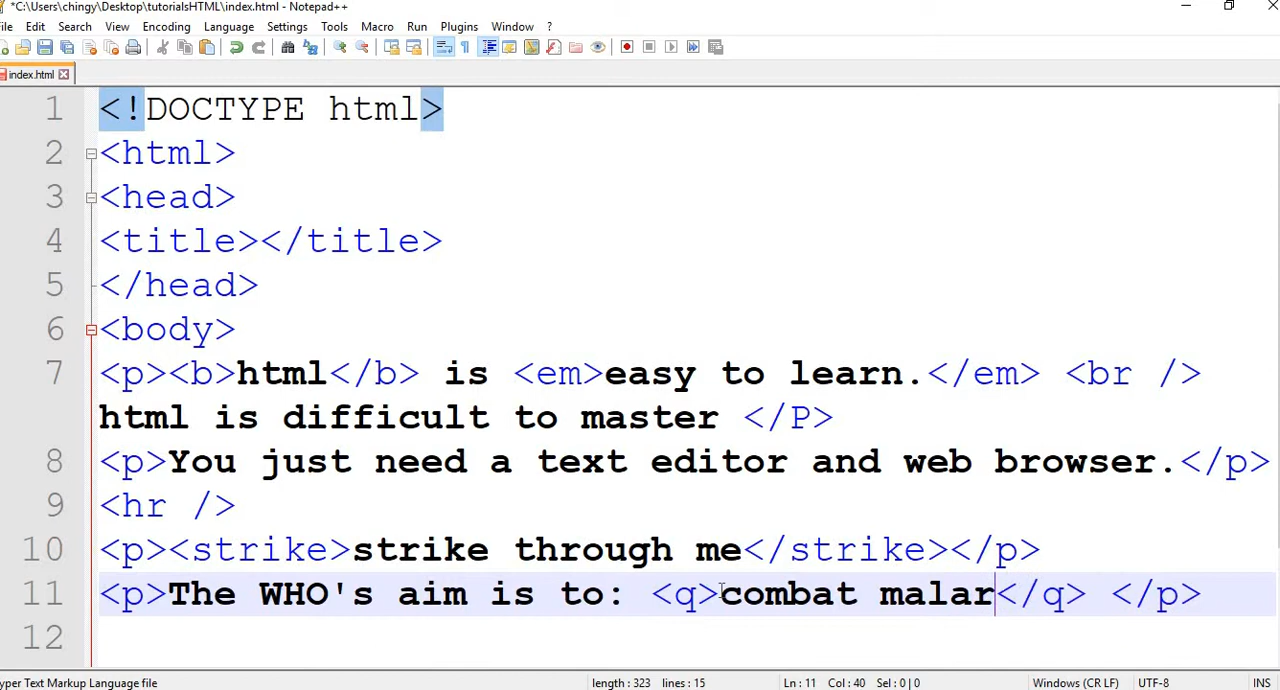 *C:\Users\chingy\Desktop\tutorialsHTML\index.html - Notepad++
File Edit Search View Encoding Language Settings Tools Macro Run Plugins Window ?
index.html
1 <!DOCTYPE html>
2 <html>
3 <head>
4 <title></title>
5 </head>
6 <body>
7 <p><b>html</b> is <em>easy to learn.</em> <br />
html is difficult to master </P>
8 <p>You just need a text editor and web browser.</p>
9 <hr />
10 <p><strike>strike through me</strike></p>
11 <p>The WHO's aim is to: <q>combat malar</q> </p>
12
yper Text Markup Language file length : 323 lines : 15 Ln : 11 Col : 40 Sel : 0 | 0 Windows (CR LF) UTF-8 INS